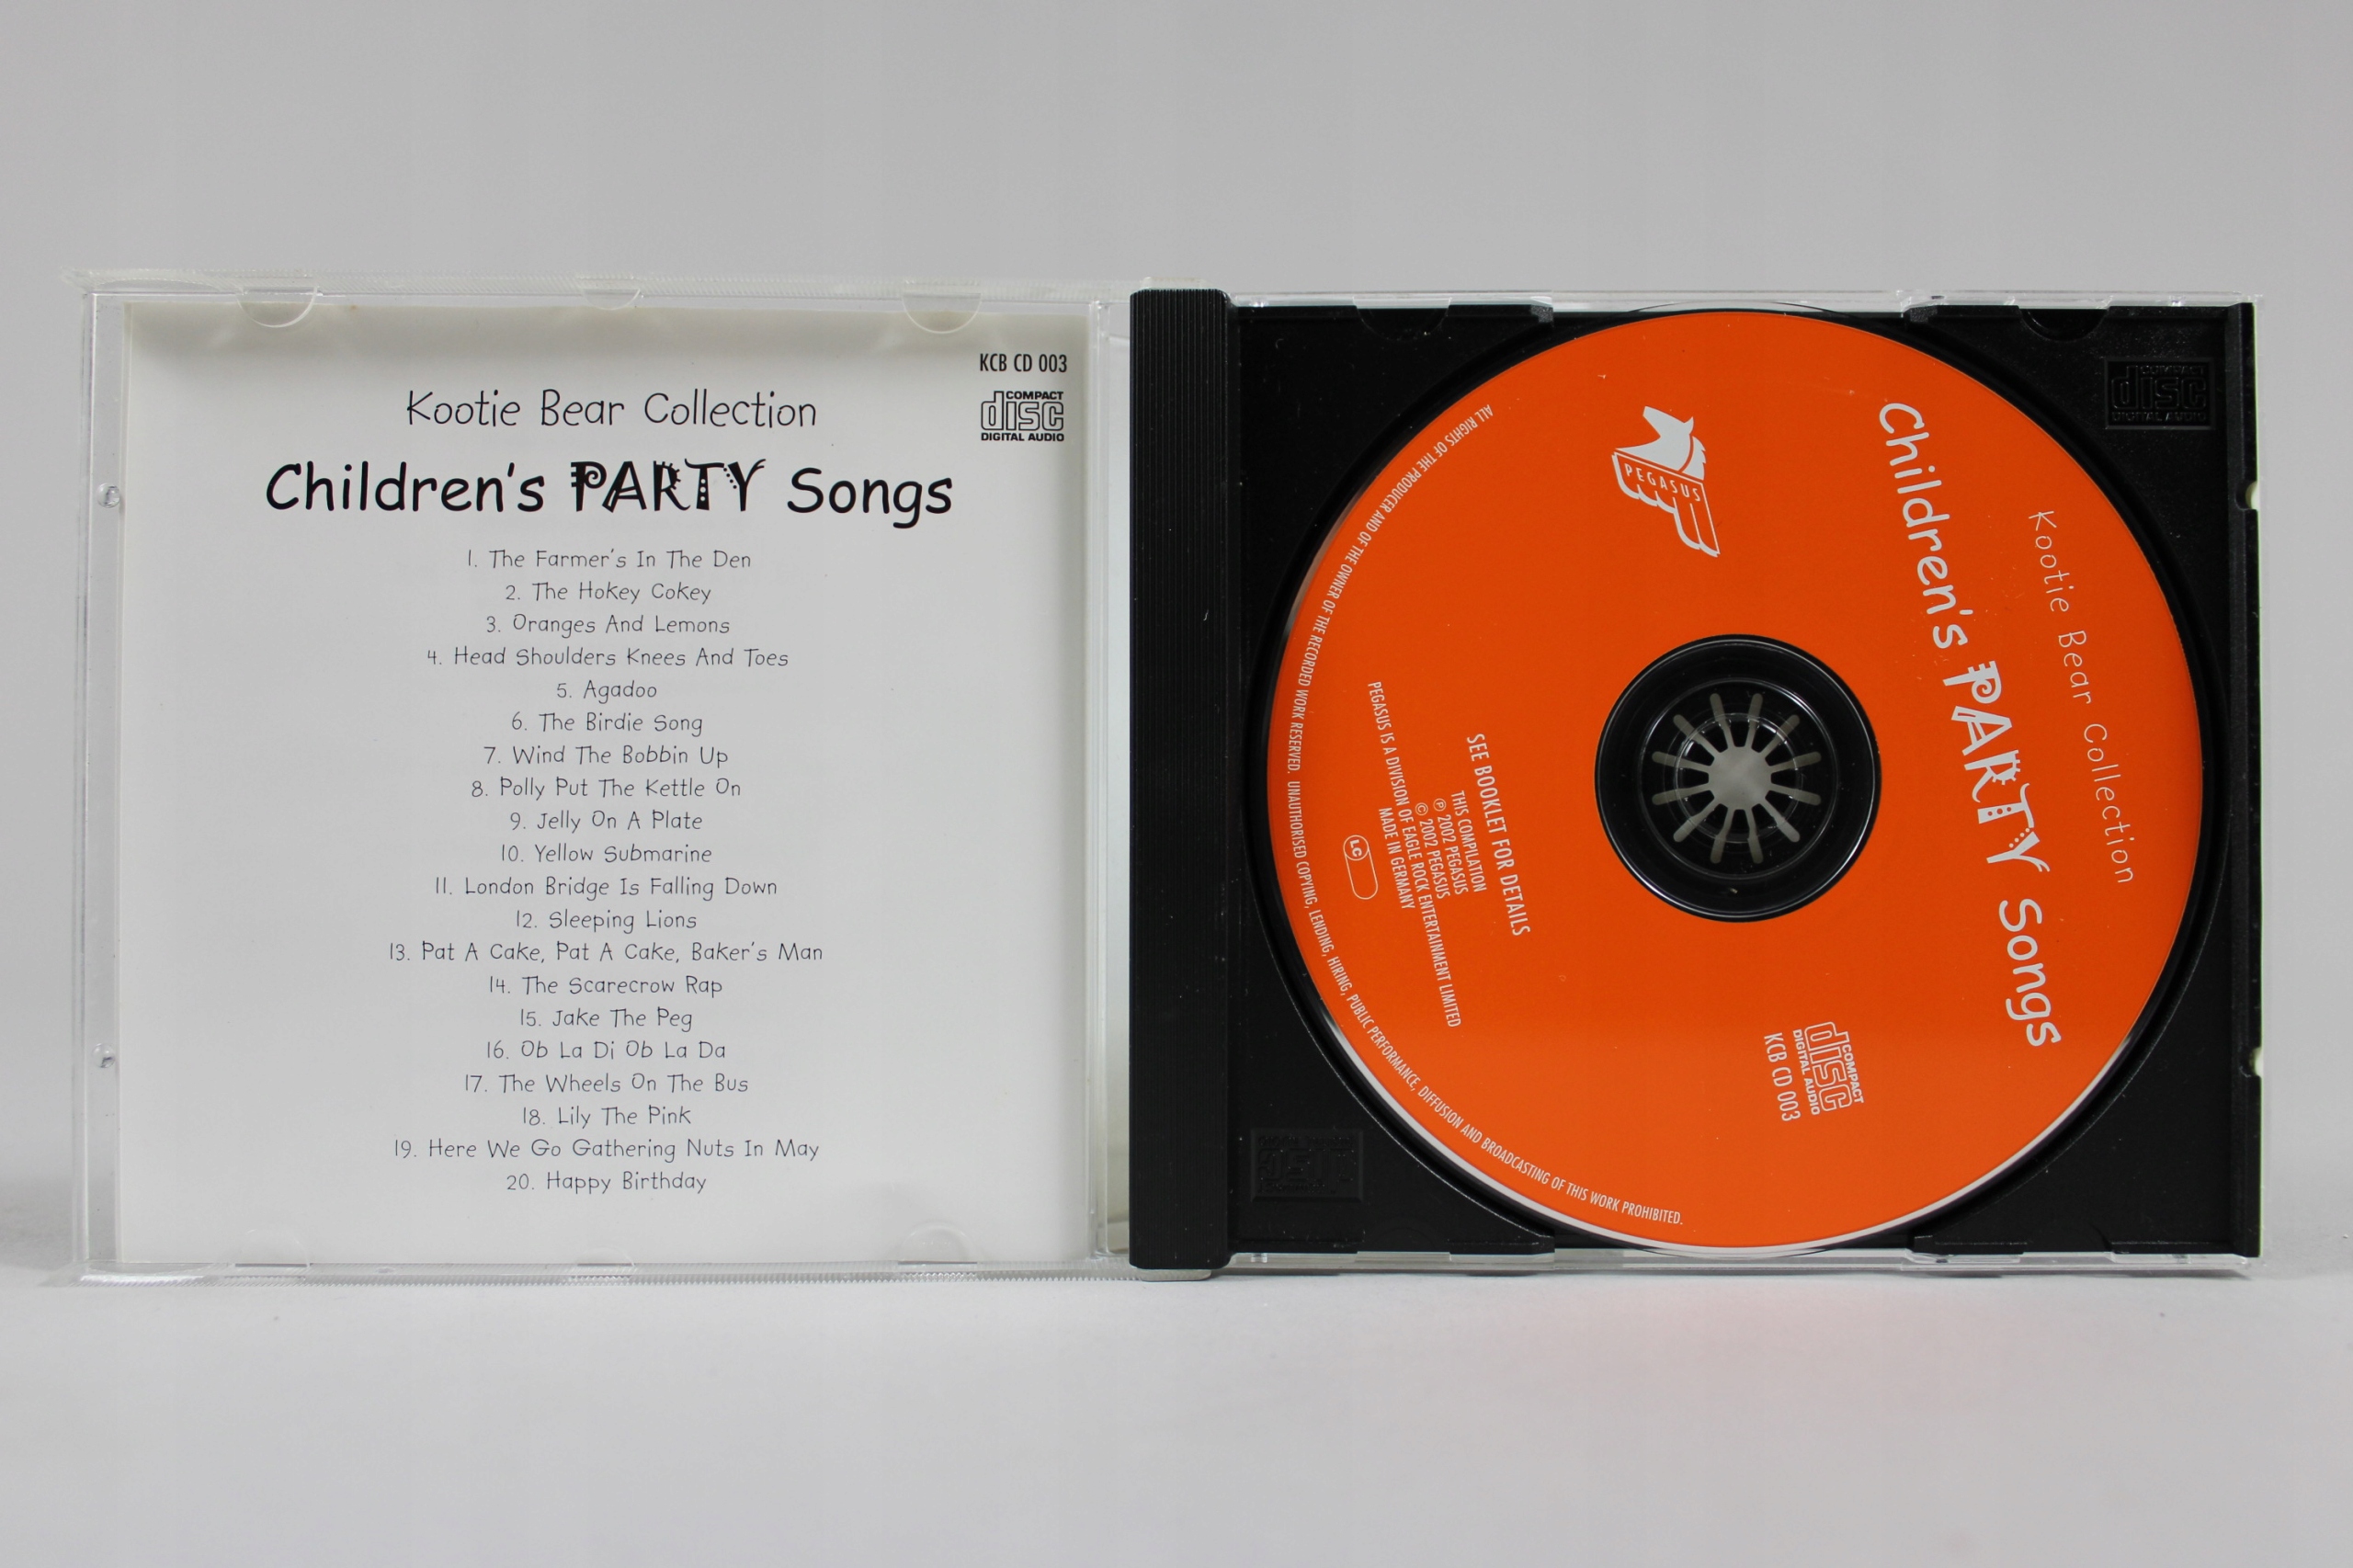 KCB CD 003
COMPACT
disc
DIGITAL AUDIO
Kootie Bear Collection
Children's PARTY Songs
1. The Farmer's In The Den
2. The Hokey Cokey
3. Oranges And Lemons
4. Head Shoulders Knees And Toes
5. Agadoo
6. The Birdie Song
7. Wind The Bobbin Up
8. Polly Put The Kettle On
9. Jelly On A Plate
10. Yellow Submarine
11. London Bridge Is Falling Down
12. Sleeping Lions
13. Pat A Cake, Pat A Cake, Baker's Man
14. The Scarecrow Rap
15. Jake The Peg
16. Ob La Di Ob La Da
17. The Wheels On The Bus
18. Lily The Pink
19. Here We Go Gathering Nuts In May
20. Happy Birthday
Kootie Bear Collection
Children's PARTY Songs
PEGASUS
COMPACT
disc
DIGITAL AUDIO
KCB CD 003
SEE BOOKLET FOR DETAILS
THIS COMPILATION
℗ 2002 PEGASUS
© 2002 PEGASUS
PEGASUS IS A DIVISION OF EAGLE ROCK ENTERTAINMENT LIMITED
MADE IN GERMANY
LC
ALL RIGHTS OF THE PRODUCER AND OF THE OWNER OF THE RECORDED WORK RESERVED. UNAUTHORISED COPYING, LENDING, HIRING, PUBLIC PERFORMANCE, DIFFUSION AND BROADCASTING OF THIS WORK PROHIBITED.
COMPACT
disc
DIGITAL AUDIO